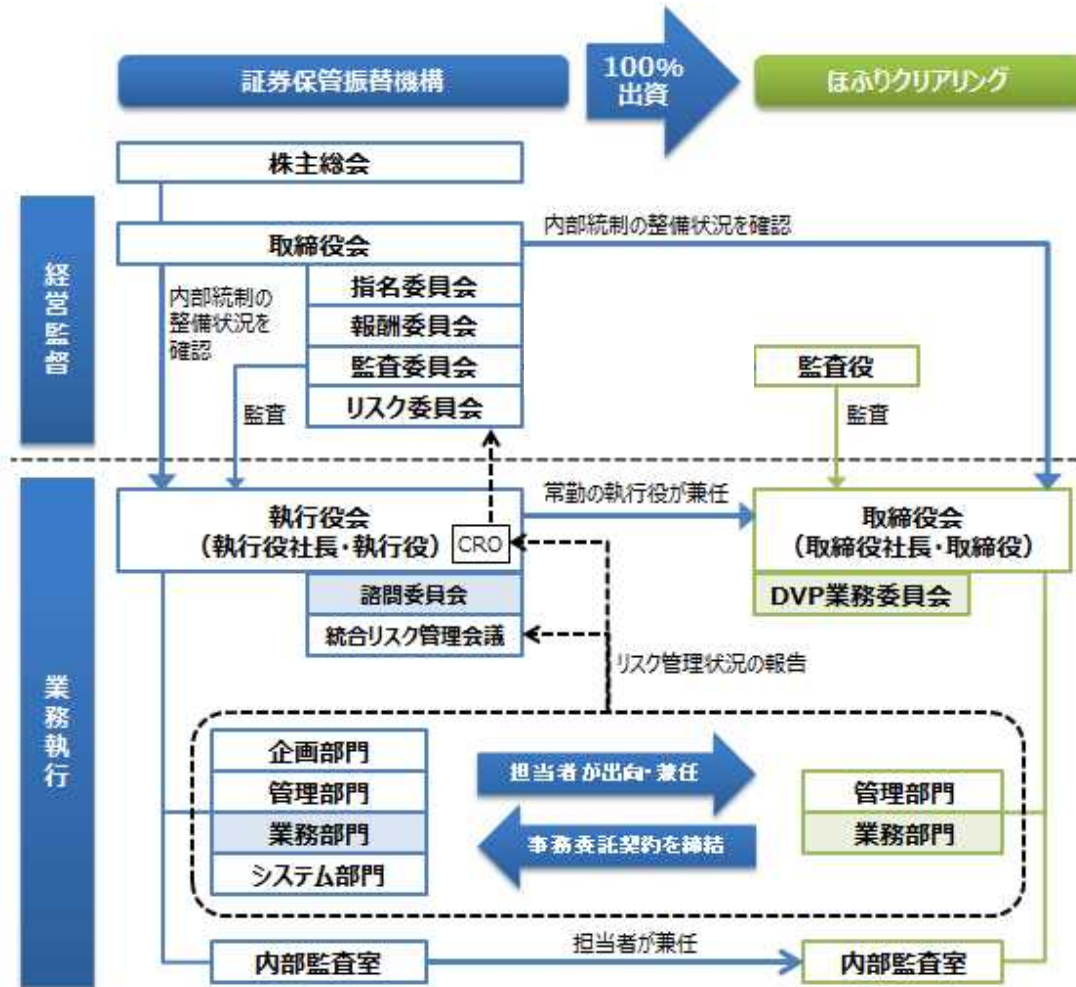 証券保管振替機構
100%
出資
ほふりクリアリング
株主総会
経営監督
取締役会
内部統制の整備状況を確認
指名委員会
報酬委員会
監査委員会
リスク委員会
内部統制の
整備状況を
確認
監査
監査役
監査
業務執行
執行役会
（執行役社長・執行役）
CRO
常勤の執行役が兼任
取締役会
（取締役社長・取締役）
諮問委員会
統合リスク管理会議
DVP業務委員会
リスク管理状況の報告
企画部門
管理部門
業務部門
システム部門
担当者が出向・兼任
事務委託契約を締結
管理部門
業務部門
内部監査室
担当者が兼任
内部監査室